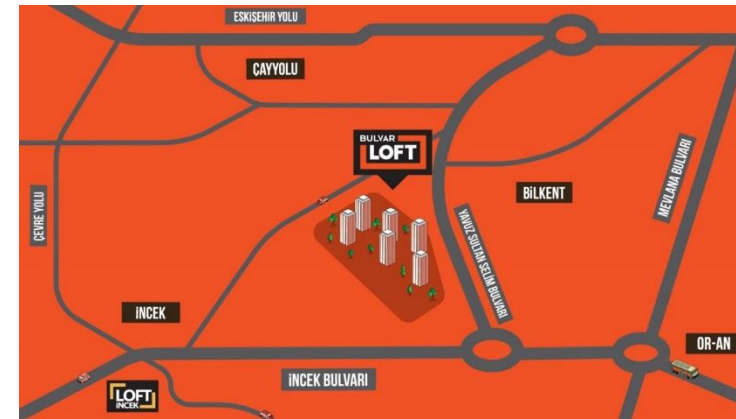 ESKİŞEHİR YOLU
ÇAYYOLU
BULVAR
LOFT
BİLKENT
MEVLANA BULVARI
ÇEVRE YOLU
YAVUZ SULTAN SELİM BULVARI
İNCEK
OR-AN
İNCEK BULVARI
LOFT
İNCEK